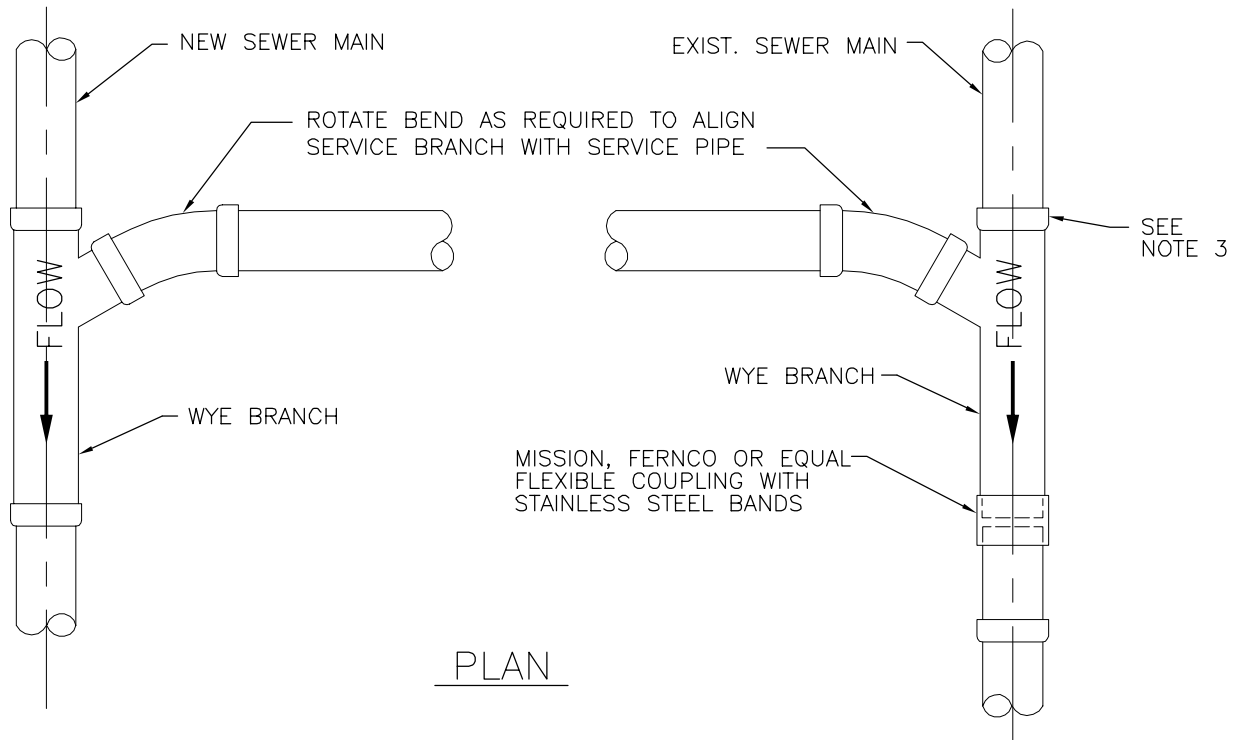 NEW SEWER MAIN
EXIST. SEWER MAIN
ROTATE BEND AS REQUIRED TO ALIGN
SERVICE BRANCH WITH SERVICE PIPE
SEE
NOTE 3
FLOW
FLOW
WYE BRANCH
WYE BRANCH
MISSION, FERNCO OR EQUAL
FLEXIBLE COUPLING WITH
STAINLESS STEEL BANDS
PLAN